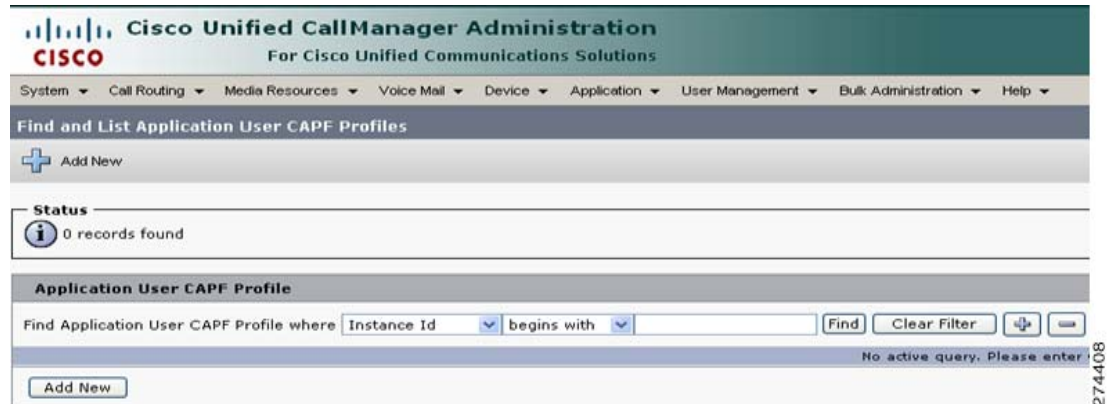 Cisco Unified CallManager Administration
CISCO For Cisco Unified Communications Solutions
System Call Routing Media Resources Voice Mail Device Application User Management Bulk Administration Help
Find and List Application User CAPF Profiles
Add New
Status
0 records found
Application User CAPF Profile
Find Application User CAPF Profile where Instance Id begins with Find Clear Filter
No active query. Please enter
Add New
274408